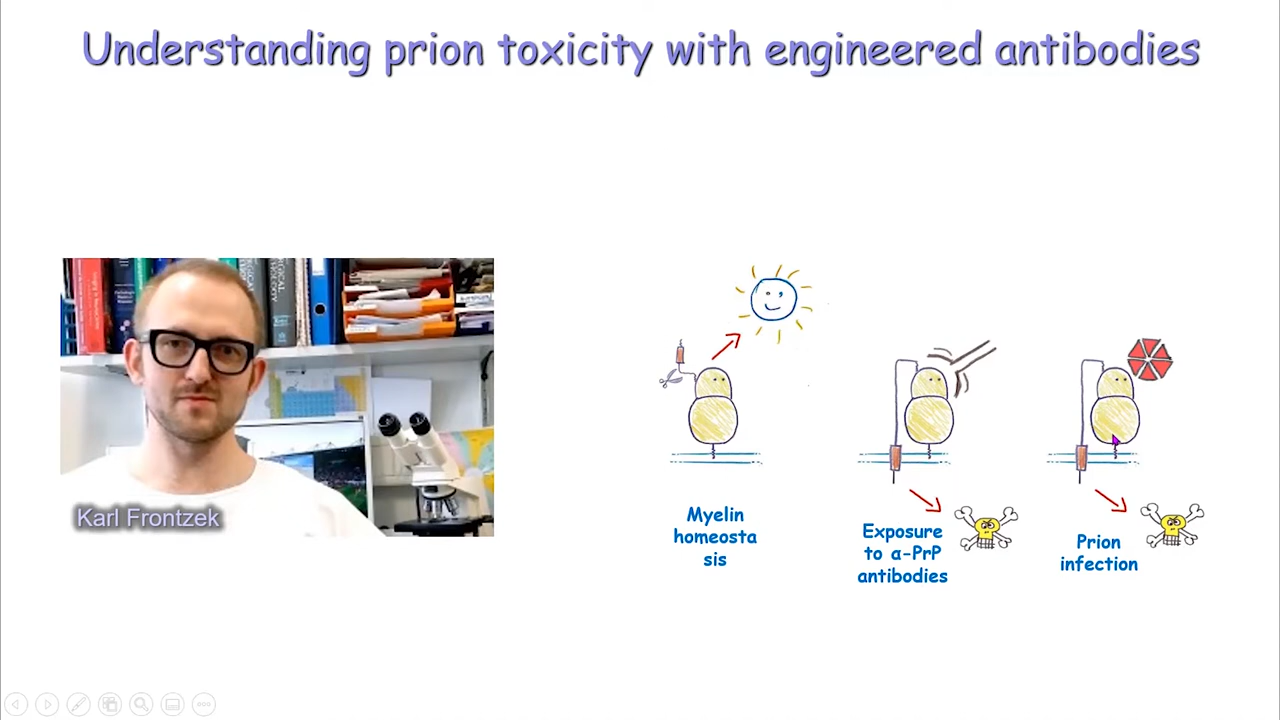 Understanding prion toxicity with engineered antibodies
Karl Frontzek
Myelin
homeosta
sis
Exposure
to α-PrP
antibodies
Prion
infection